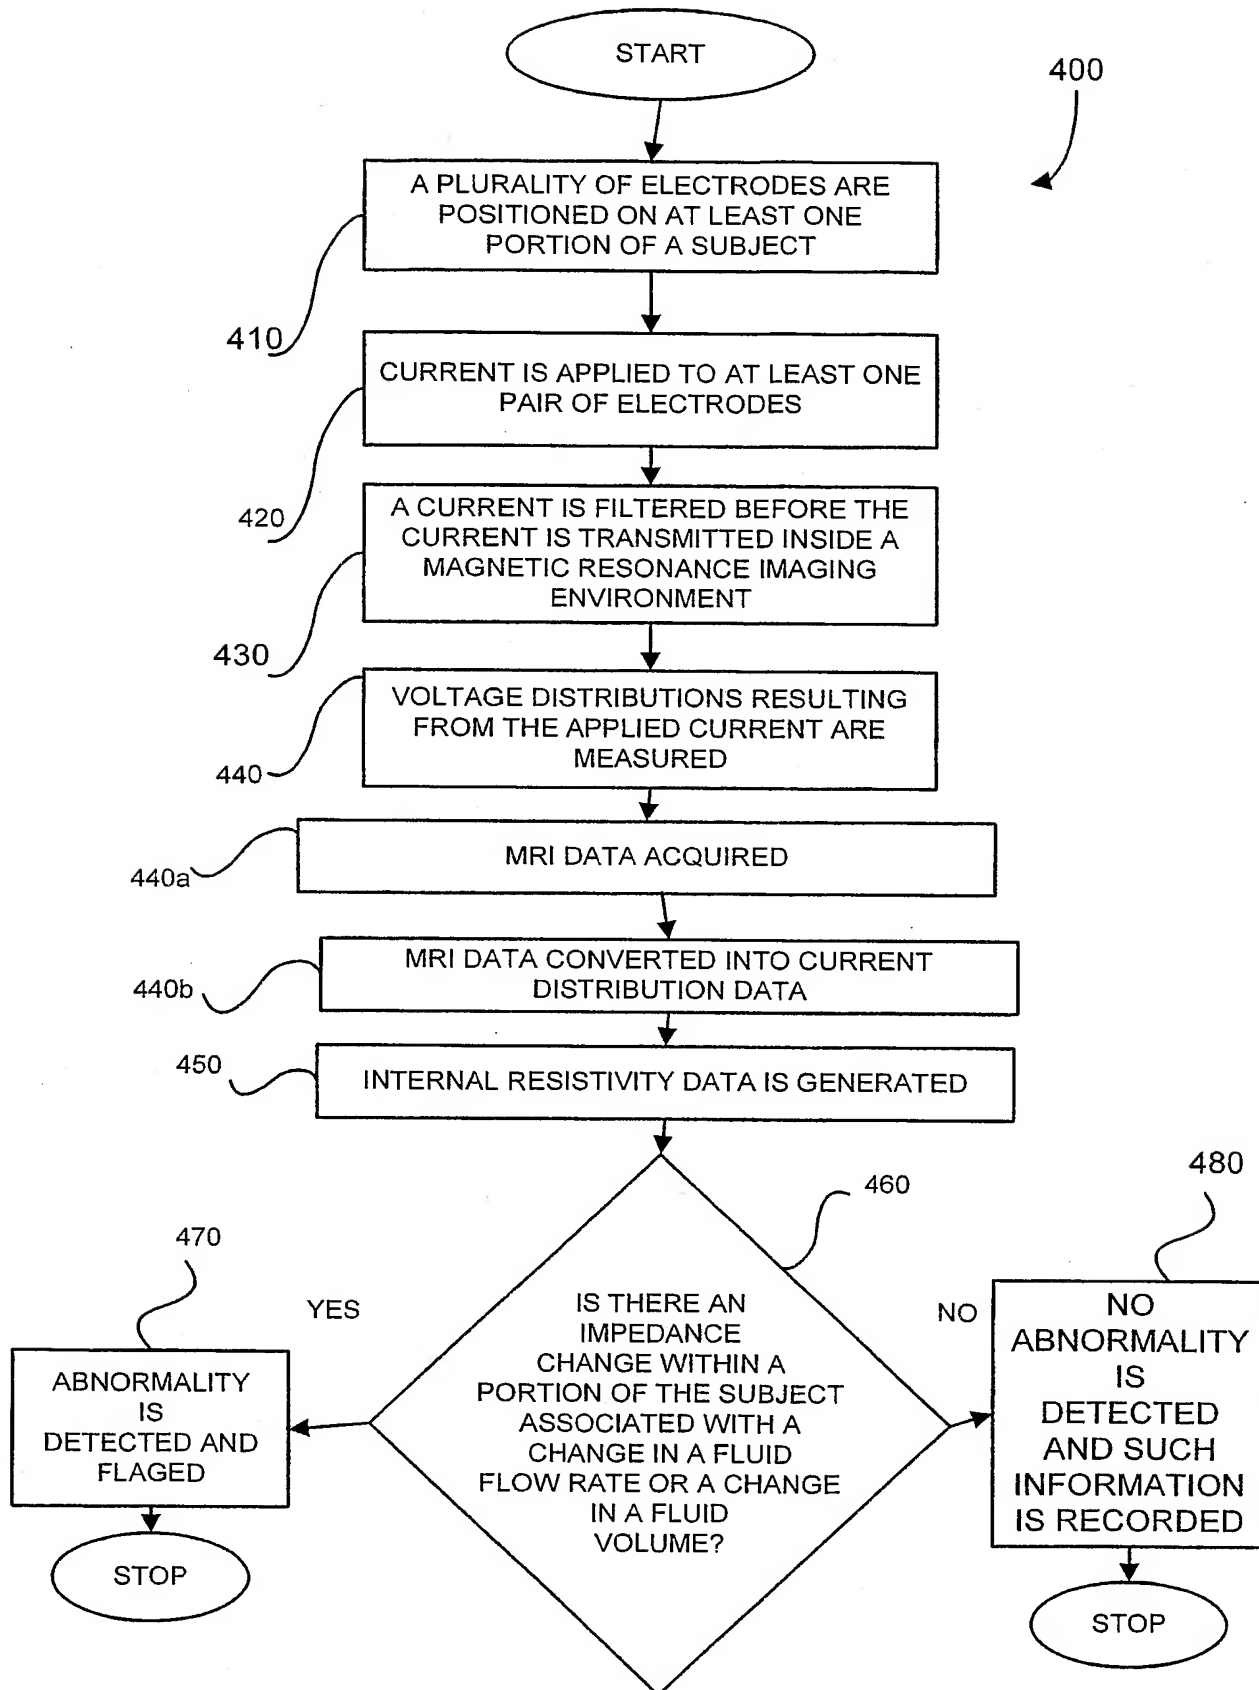 START
400
A PLURALITY OF ELECTRODES ARE
POSITIONED ON AT LEAST ONE
PORTION OF A SUBJECT
410
CURRENT IS APPLIED TO AT LEAST ONE
PAIR OF ELECTRODES
420
A CURRENT IS FILTERED BEFORE THE
CURRENT IS TRANSMITTED INSIDE A
MAGNETIC RESONANCE IMAGING
ENVIRONMENT
430
VOLTAGE DISTRIBUTIONS RESULTING
FROM THE APPLIED CURRENT ARE
MEASURED
440
MRI DATA ACQUIRED
440a
MRI DATA CONVERTED INTO CURRENT
DISTRIBUTION DATA
440b
450
INTERNAL RESISTIVITY DATA IS GENERATED
460
IS THERE AN
IMPEDANCE
CHANGE WITHIN A
PORTION OF THE SUBJECT
ASSOCIATED WITH A
CHANGE IN A FLUID
FLOW RATE OR A CHANGE
IN A FLUID
VOLUME?
YES
470
ABNORMALITY
IS
DETECTED AND
FLAGED
STOP
NO
480
NO
ABNORMALITY
IS
DETECTED
AND SUCH
INFORMATION
IS RECORDED
STOP